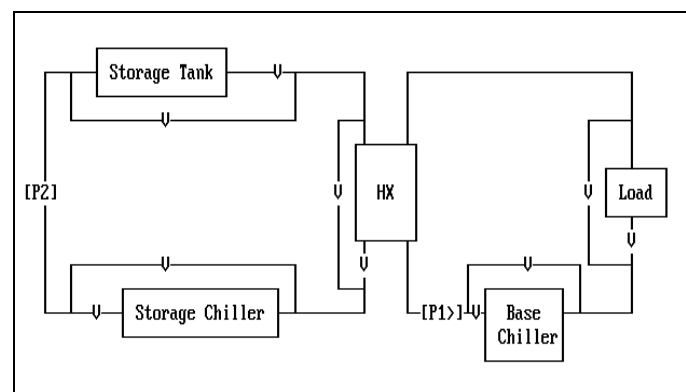 Storage Tank
V
V
[P2]
V
HX
V
Load
V
V
V
V
V
Storage Chiller
[P1>]
V
Base
Chiller